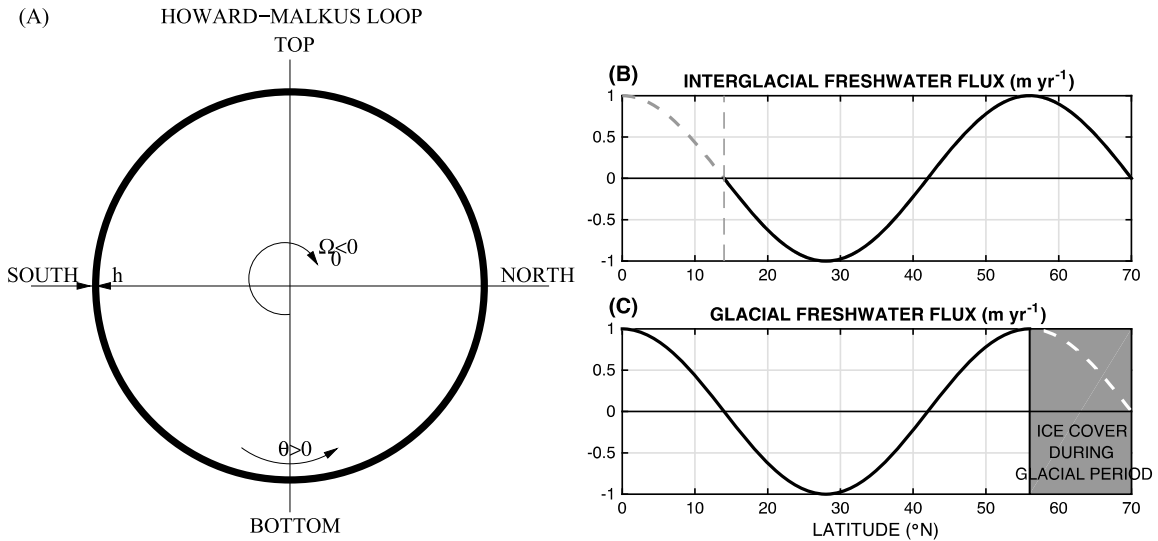 (A)
HOWARD−MALKUS LOOP
TOP
Ω<0
0
SOUTH
h
NORTH
θ>0
BOTTOM
(B)
INTERGLACIAL FRESHWATER FLUX (m yr-1)
1
0.5
0
-0.5
-1
0 10 20 30 40 50 60 70
(C)
GLACIAL FRESHWATER FLUX (m yr-1)
1
0.5
0
-0.5
-1
ICE COVER
DURING
GLACIAL PERIOD
0 10 20 30 40 50 60 70
LATITUDE (°N)